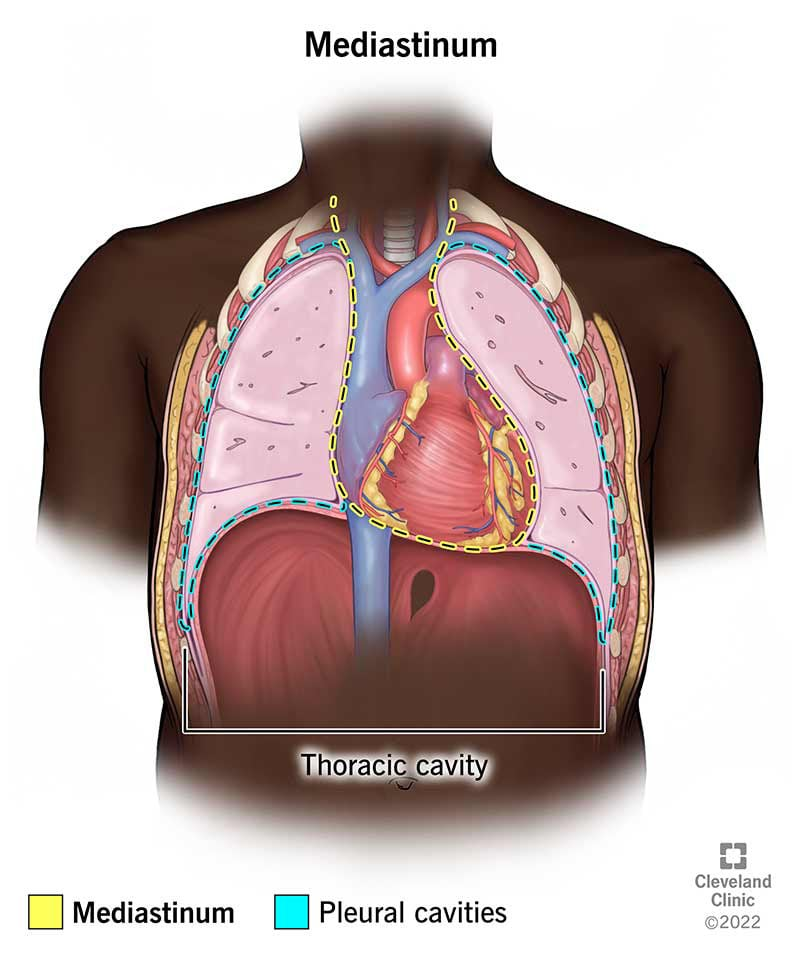 Mediastinum
Thoracic cavity
Mediastinum
Pleural cavities
Cleveland
Clinic
©2022